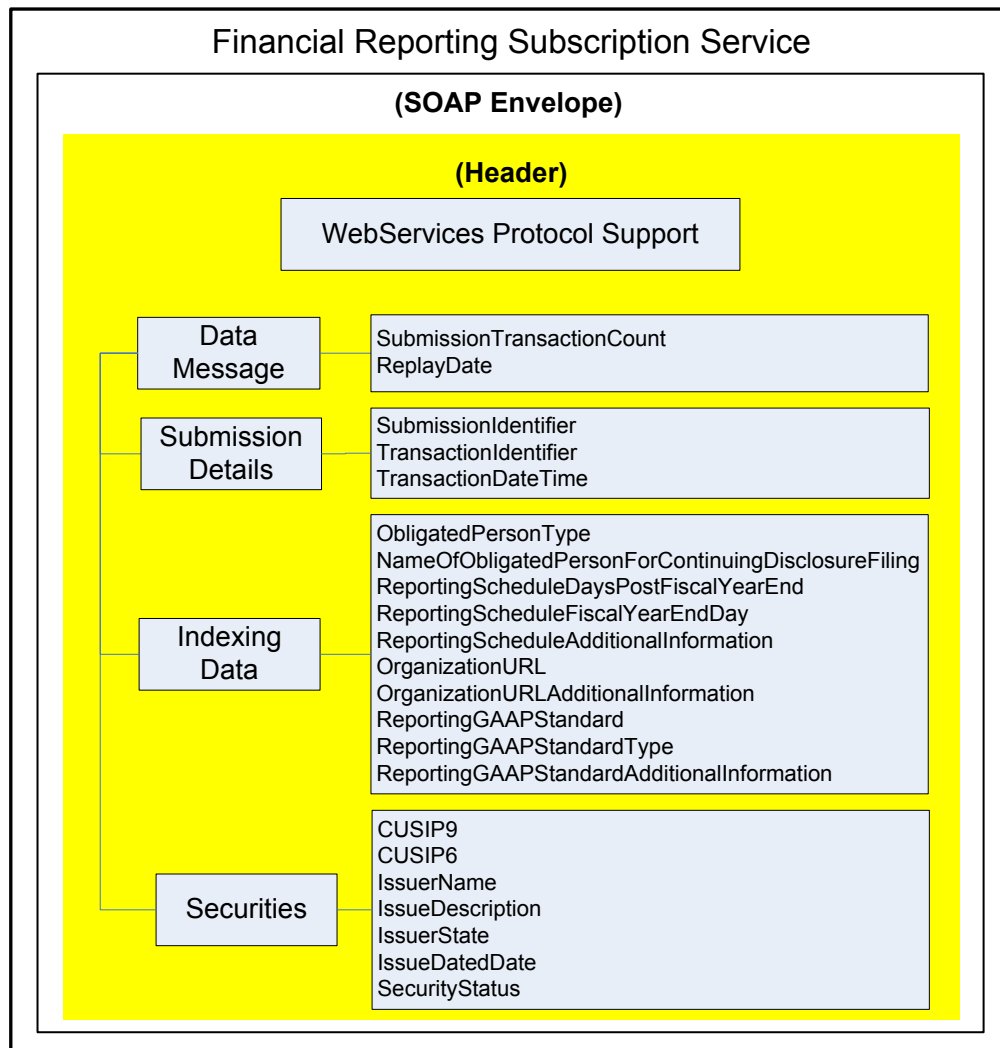 Financial Reporting Subscription Service
(SOAP Envelope)
(Header)
WebServices Protocol Support
Data
Message
SubmissionTransactionCount
ReplayDate
Submission
Details
SubmissionIdentifier
TransactionIdentifier
TransactionDateTime
Indexing
Data
ObligatedPersonType
NameOfObligatedPersonForContinuingDisclosureFiling
ReportingScheduleDaysPostFiscalYearEnd
ReportingScheduleFiscalYearEndDay
ReportingScheduleAdditionalInformation
OrganizationURL
OrganizationURLAdditionalInformation
ReportingGAAPStandard
ReportingGAAPStandardType
ReportingGAAPStandardAdditionalInformation
Securities
CUSIP9
CUSIP6
IssuerName
IssueDescription
IssuerState
IssueDatedDate
SecurityStatus